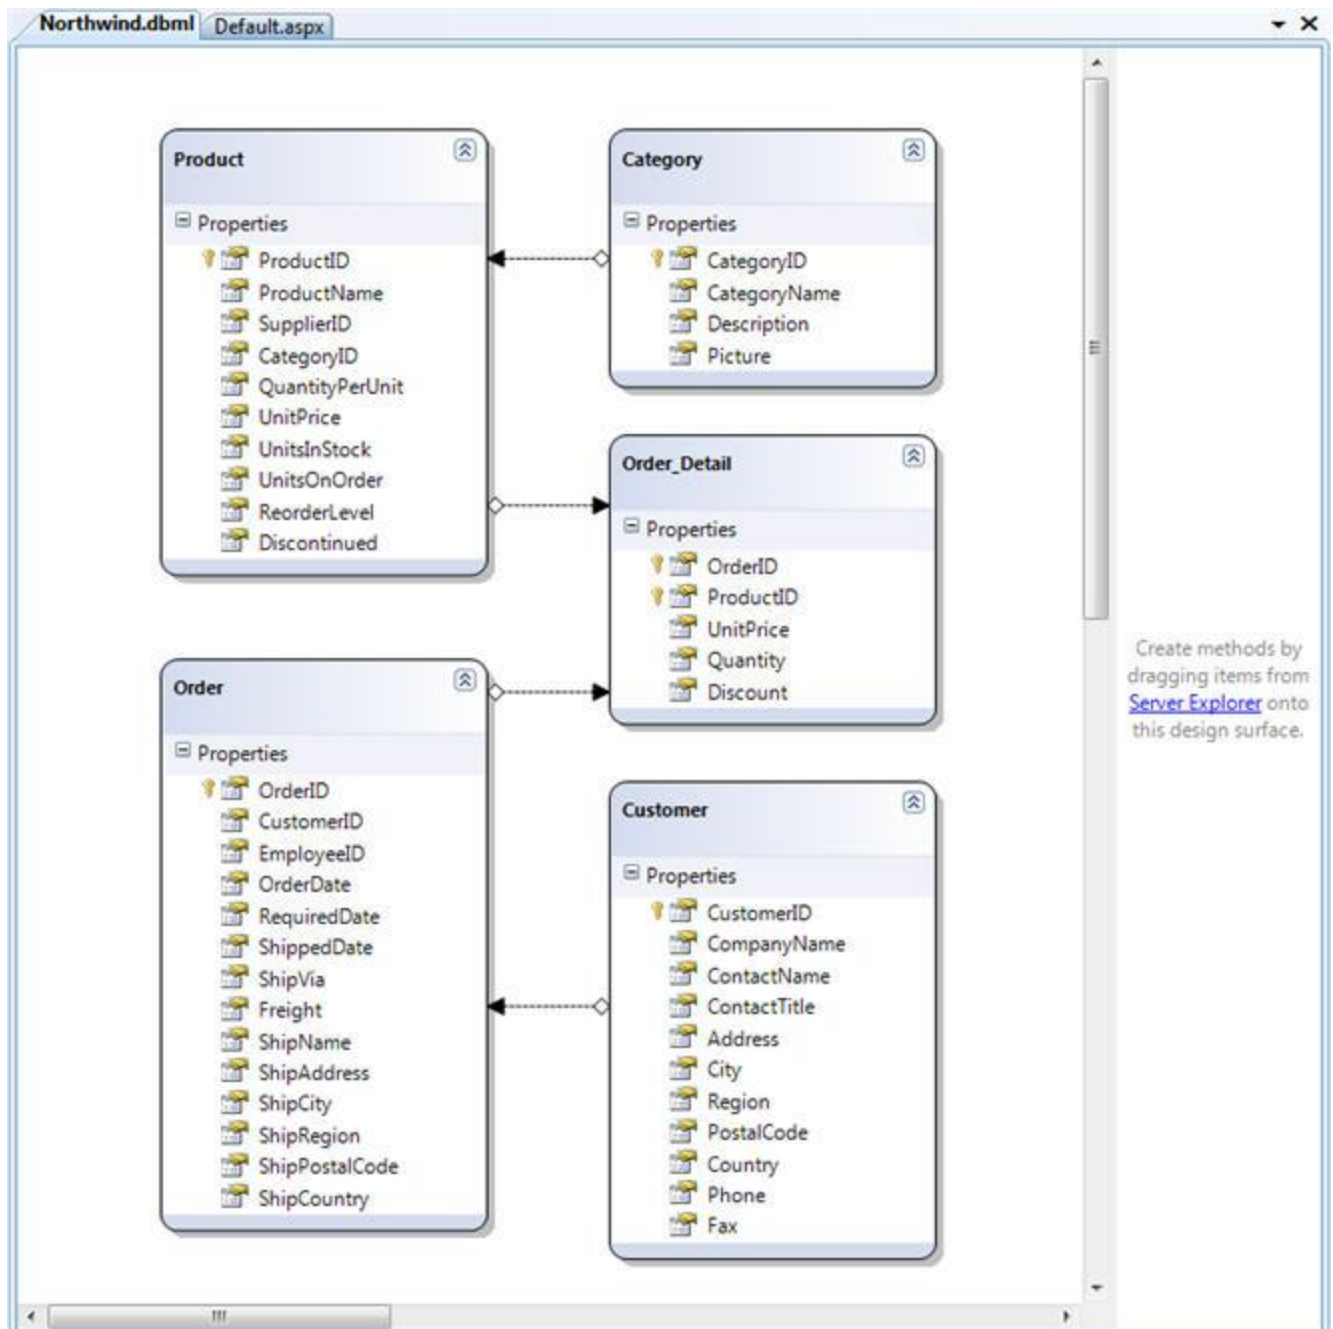 Northwind.dbml
Default.aspx
Product
Properties
ProductID
ProductName
SupplierID
CategoryID
QuantityPerUnit
UnitPrice
UnitsInStock
UnitsOnOrder
ReorderLevel
Discontinued
Category
Properties
CategoryID
CategoryName
Description
Picture
Order_Detail
Properties
OrderID
ProductID
UnitPrice
Quantity
Discount
Order
Properties
OrderID
CustomerID
EmployeeID
OrderDate
RequiredDate
ShippedDate
ShipVia
Freight
ShipName
ShipAddress
ShipCity
ShipRegion
ShipPostalCode
ShipCountry
Customer
Properties
CustomerID
CompanyName
ContactName
ContactTitle
Address
City
Region
PostalCode
Country
Phone
Fax
Create methods by
dragging items from
Server Explorer onto
this design surface.